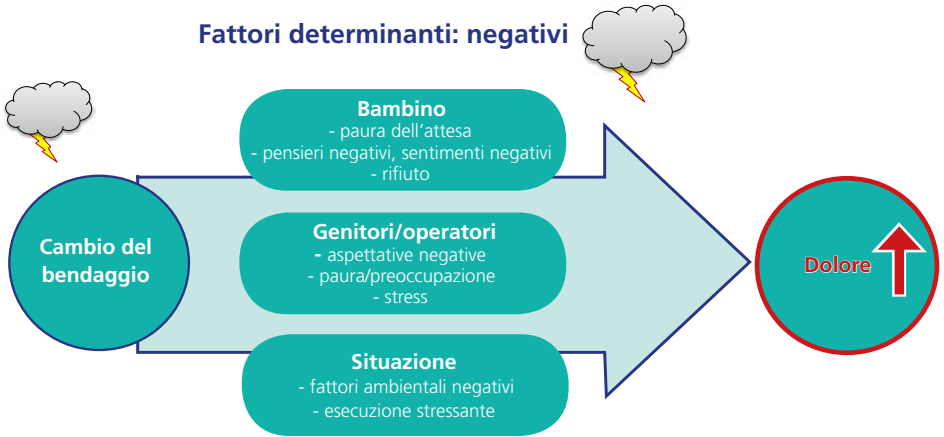 Fattori determinanti: negativi
Bambino
- paura dell'attesa
- pensieri negativi, sentimenti negativi
- rifiuto
Cambio del
bendaggio
Genitori/operatori
- aspettative negative
- paura/preoccupazione
- stress
Dolore
Situazione
- fattori ambientali negativi
- esecuzione stressante